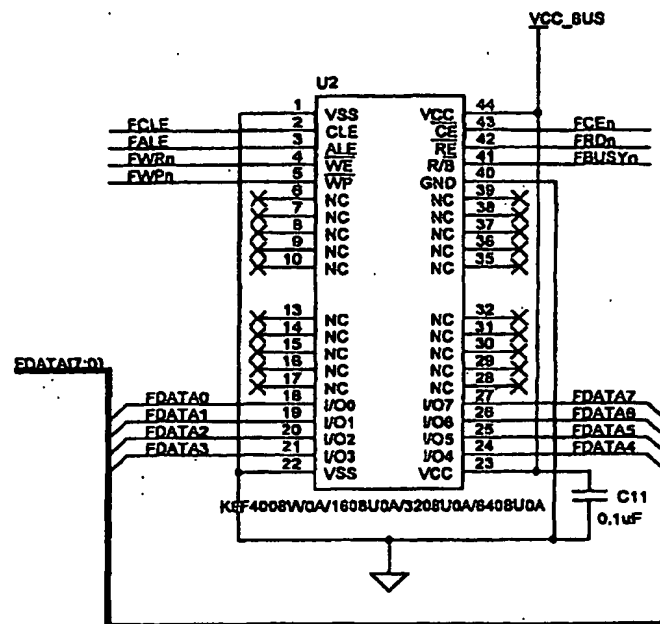 VCC_BUS
U2
1 VSS VCC 44
FCLE 2 CLE CE 43 FCEn
FALE 3 ALE RE 42 FRDn
FWRn 4 WE R/B 41 FBUSYn
FWPn 5 WP GND 40
6 NC NC 39
7 NC NC 38
8 NC NC 37
9 NC NC 36
10 NC NC 35
13 NC NC 32
14 NC NC 31
15 NC NC 30
16 NC NC 29
17 NC NC 28
FDATA[7:0]
FDATA0 18 I/O0 I/O7 27 FDATA7
FDATA1 19 I/O1 I/O6 26 FDATA6
FDATA2 20 I/O2 I/O5 25 FDATA5
FDATA3 21 I/O3 I/O4 24 FDATA4
22 VSS VCC 23
KEF4008W0A/1608U0A/3208U0A/6408U0A
C11
0.1uF